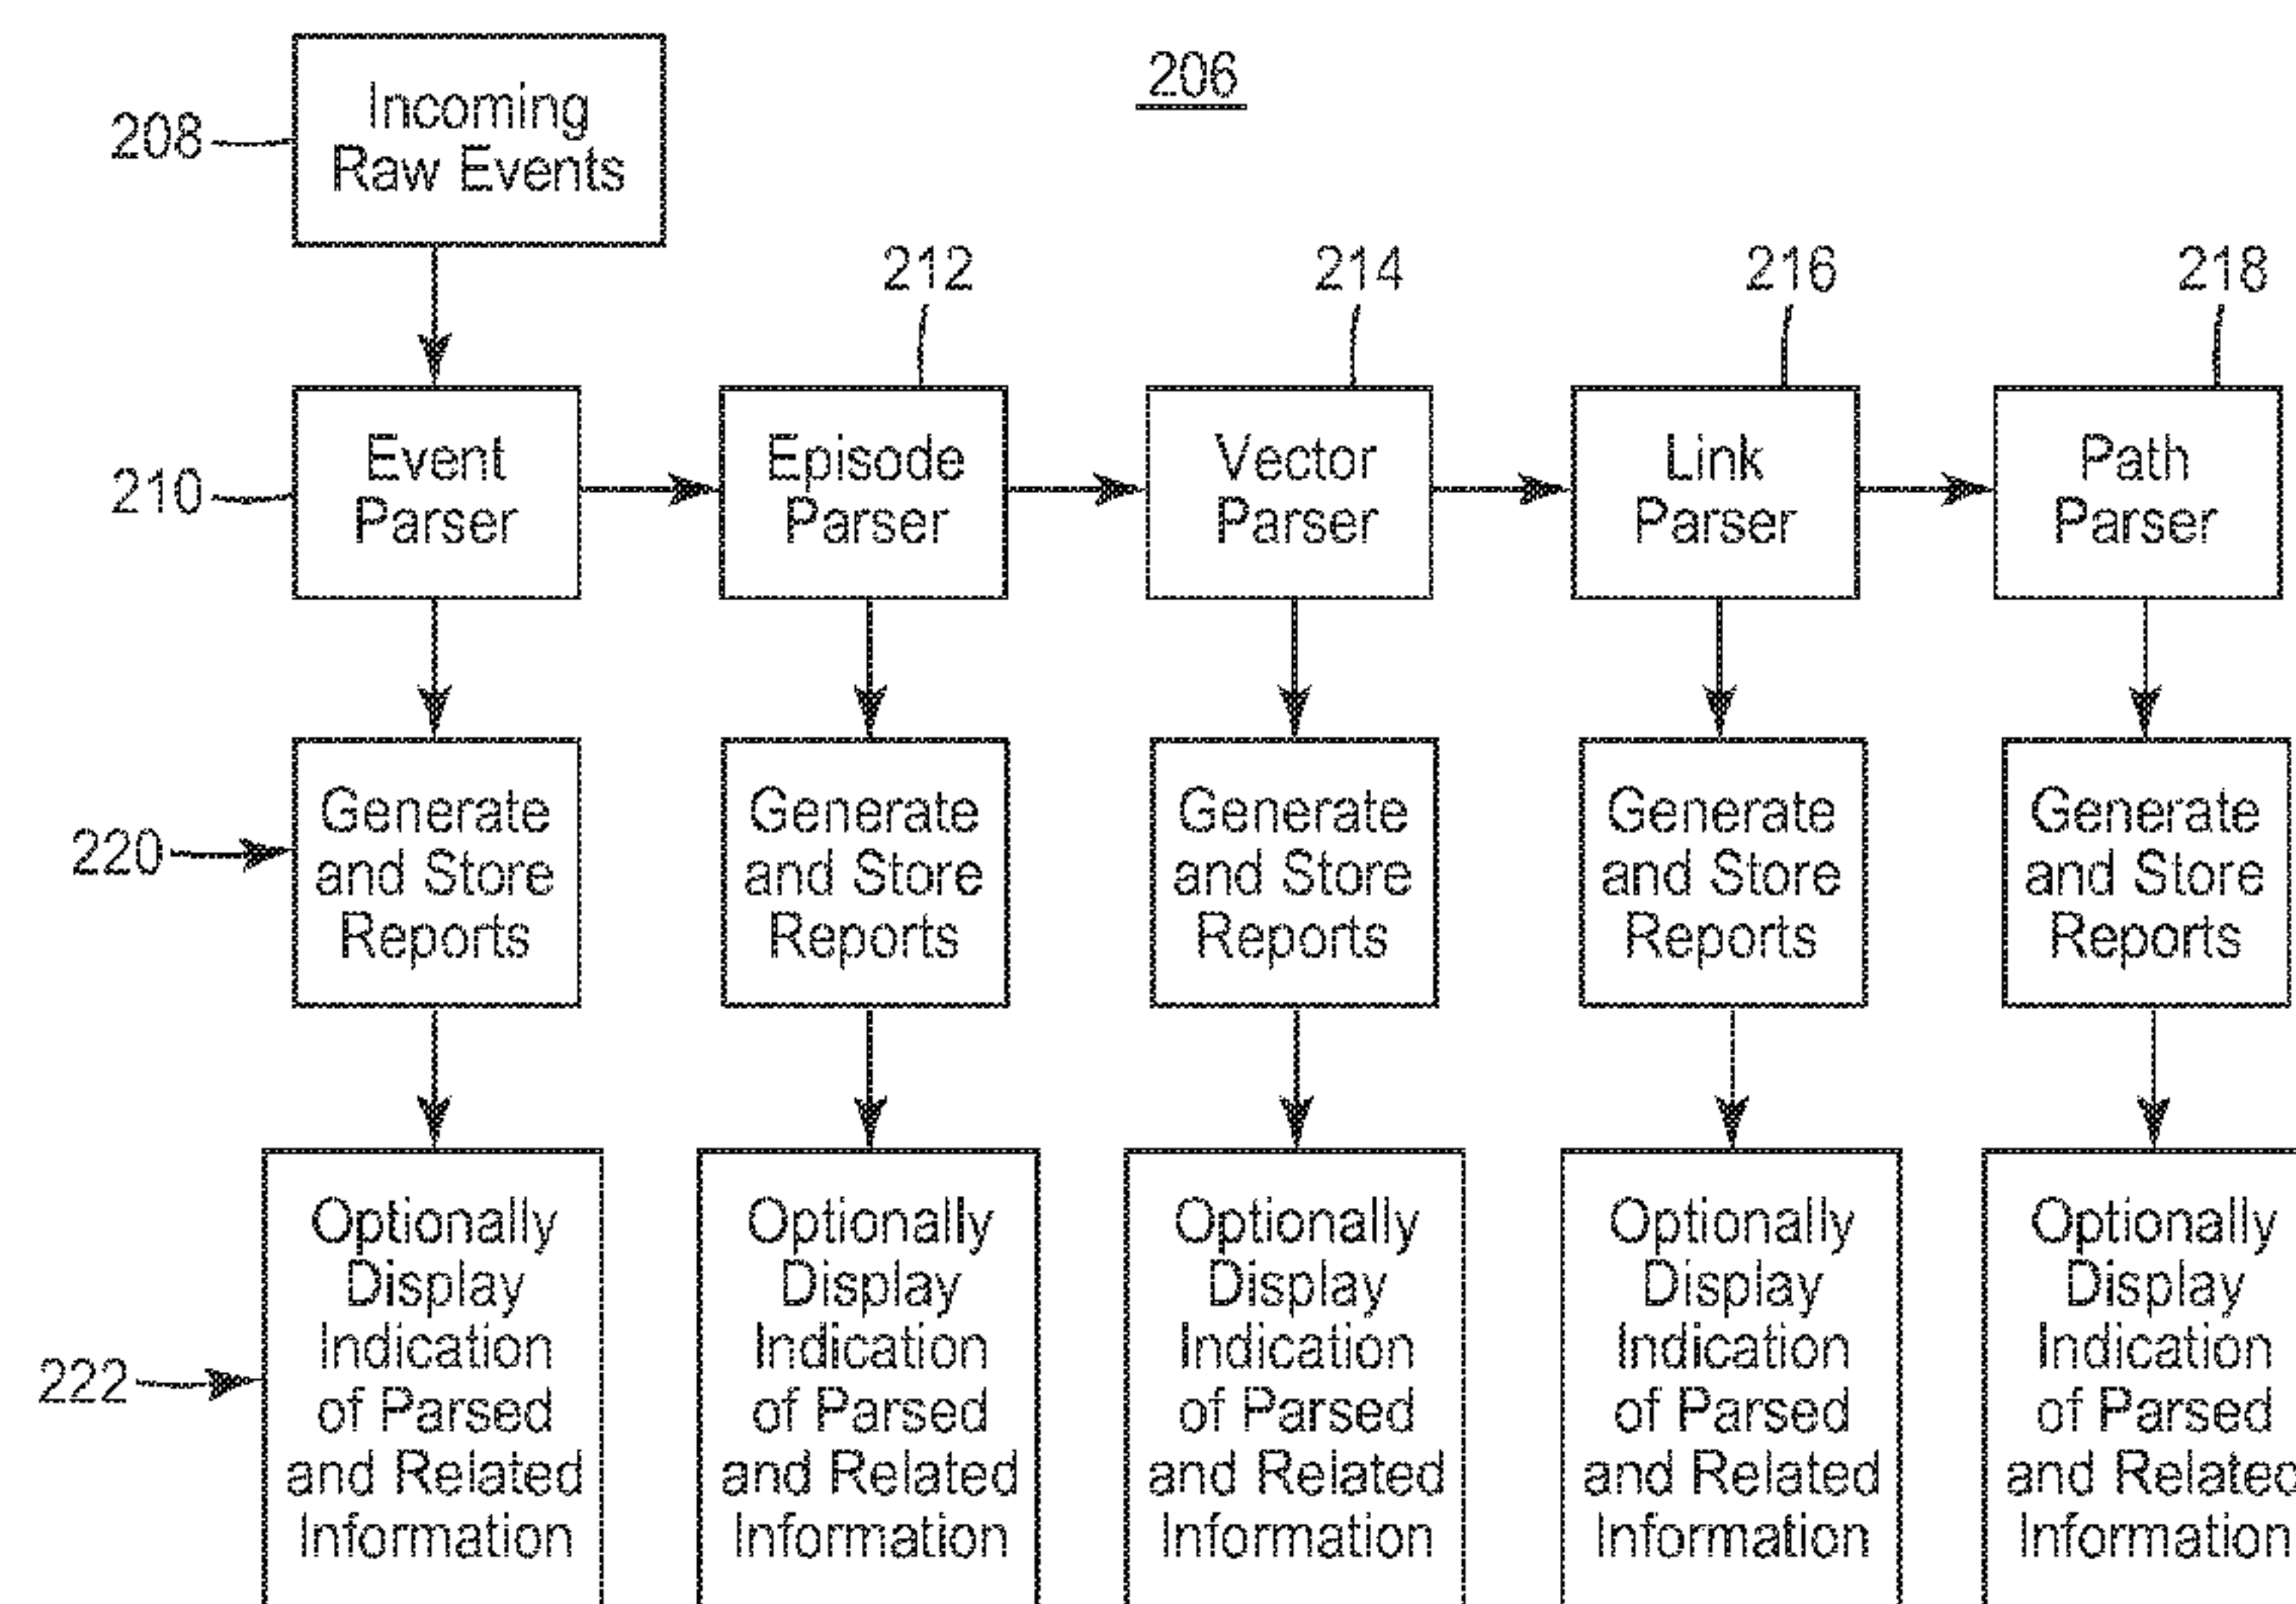 206
208
Incoming
Raw Events
212
214
216
218
210
Event
Parser
Episode
Parser
Vector
Parser
Link
Parser
Path
Parser
220
Generate
and Store
Reports
Generate
and Store
Reports
Generate
and Store
Reports
Generate
and Store
Reports
Generate
and Store
Reports
222
Optionally
Display
Indication
of Parsed
and Related
Information
Optionally
Display
Indication
of Parsed
and Related
Information
Optionally
Display
Indication
of Parsed
and Related
Information
Optionally
Display
Indication
of Parsed
and Related
Information
Optionally
Display
Indication
of Parsed
and Related
Information